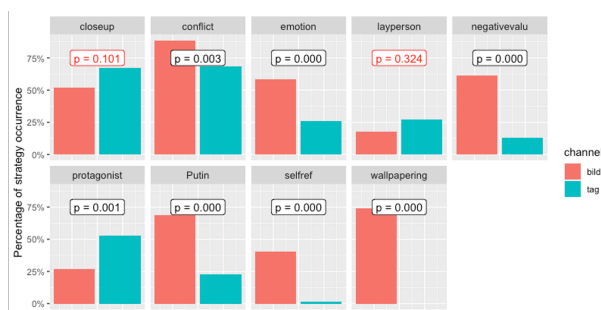 closeup conflict emotion layperson negativevalu
p = 0.101 p = 0.003 p = 0.000 p = 0.324 p = 0.000
75%
50%
25%
0%
Percentage of strategy occurrence
channe
bild
tag
protagonist Putin selfref wallpapering
p = 0.001 p = 0.000 p = 0.000 p = 0.000
75%
50%
25%
0%